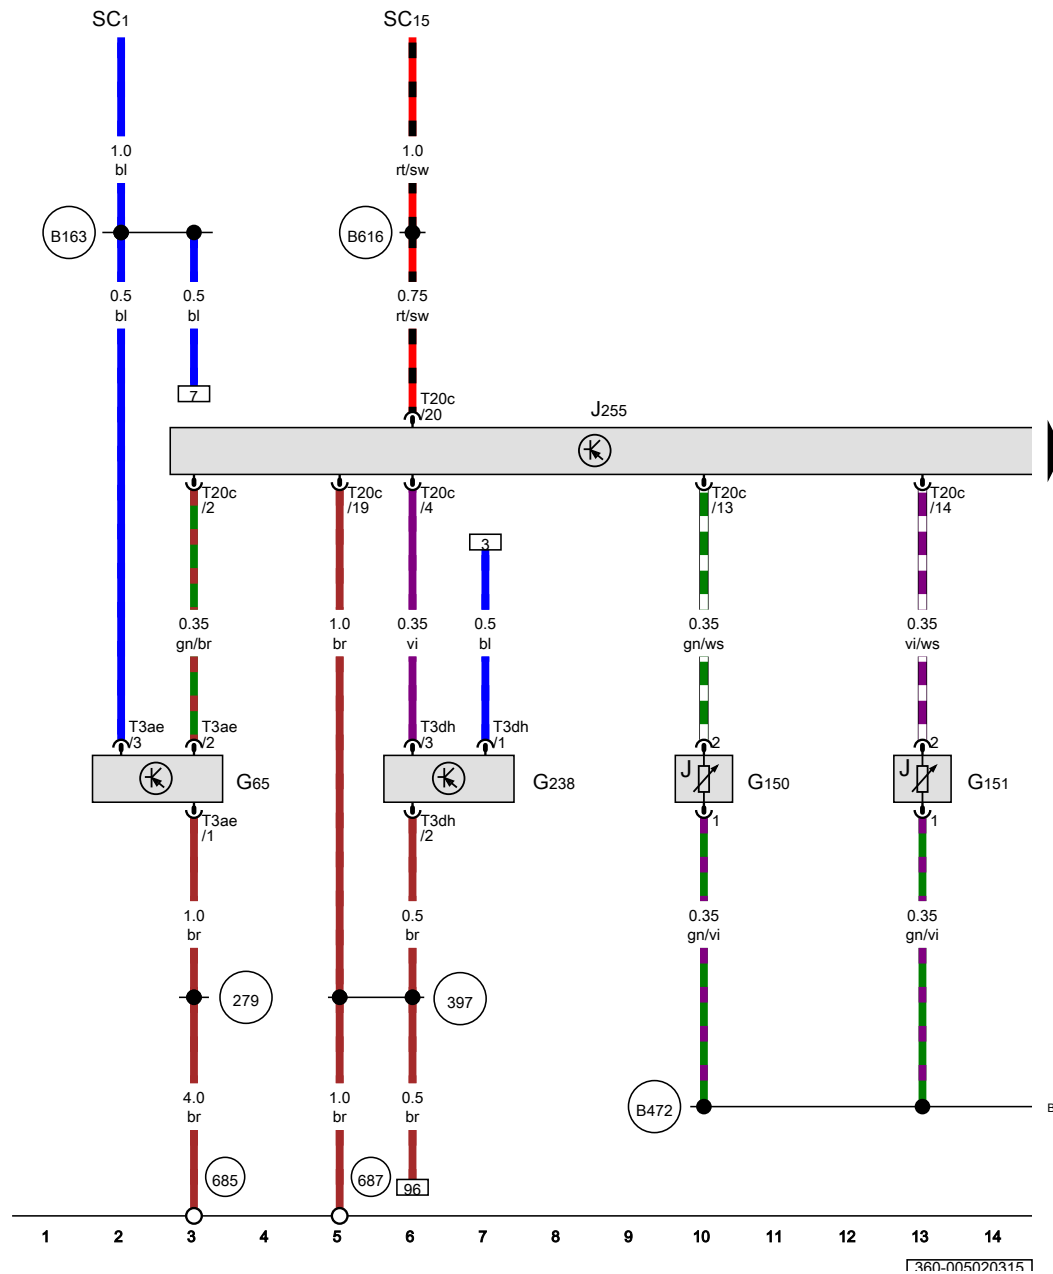 SC1 SC15
1.0 1.0
bl rt/sw
B163 B616
0.5 0.5 0.75
bl bl rt/sw
7
T20c
/20
J255
T20c T20c T20c T20c T20c
/2 /19 /4 /13 /14
3
0.35 1.0 0.35 0.5 0.35 0.35
gn/br br vi bl gn/ws vi/ws
T3ae T3ae T3dh T3dh
/3 /2 /3 /1 2 2
G65 G238 J G150 J G151
T3ae T3dh 1 1
/1 /2
1.0 0.5 0.35 0.35
br br gn/vi gn/vi
279 397
4.0 1.0 0.5
br br br
B472 B
685 687 96
1 2 3 4 5 6 7 8 9 10 11 12 13 14
360-005020315